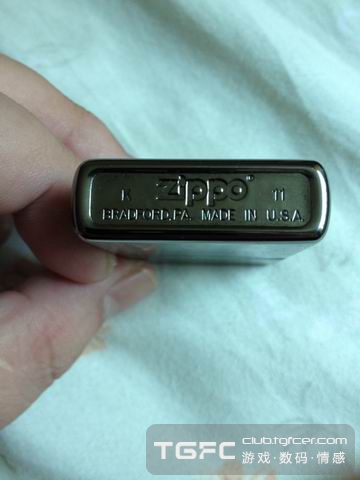 zippo
K 11
BRADFORD,PA. MADE IN U.S.A.
TGFC
club.tgfcer.com
游戏·数码·情感